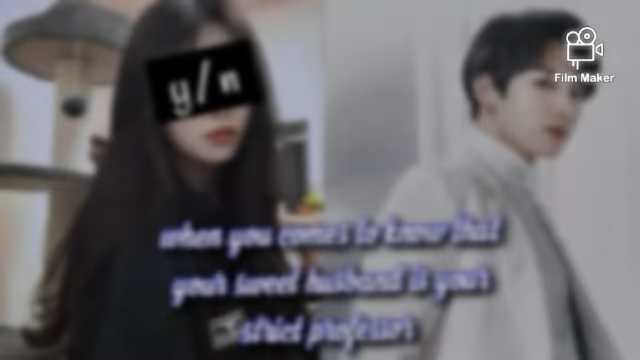 y/n
Film Maker
when you comes to know that
your sweet husband is your
strict professor